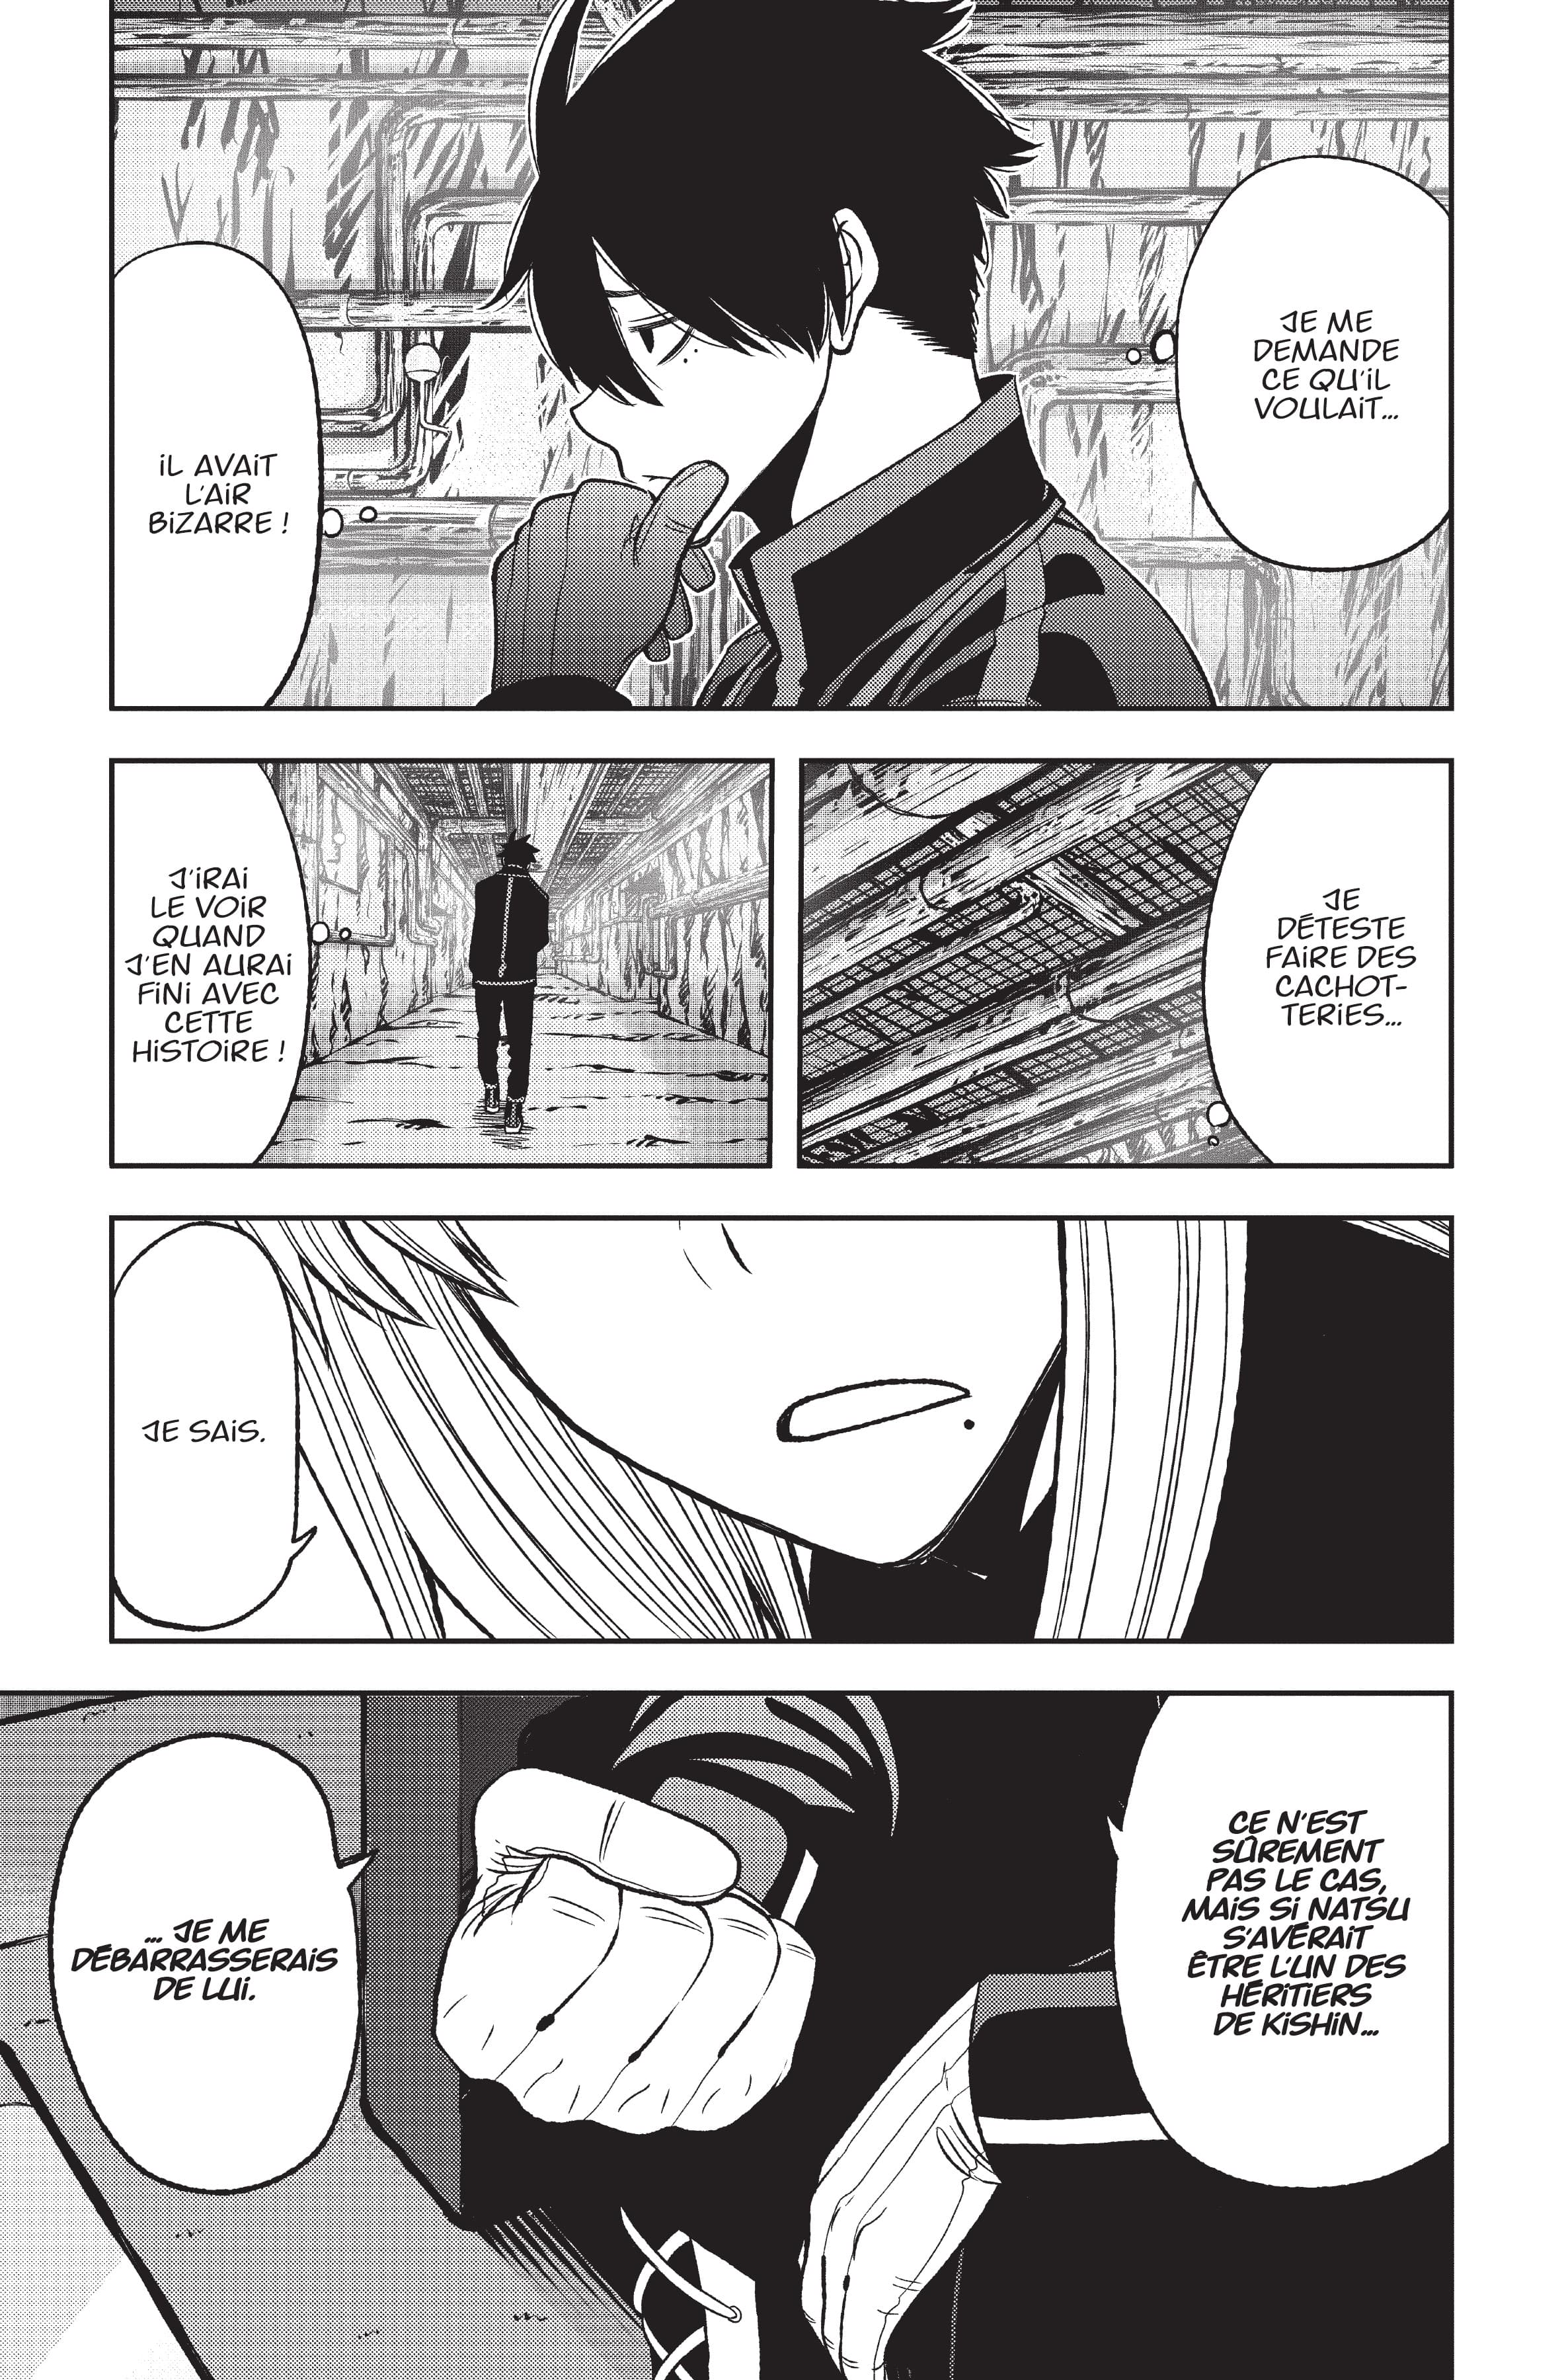 JE ME
DEMANDE
CE QU'IL
VOULAIT...
IL AVAIT
L'AIR
BIZARRE !
JE
DÉTESTE
FAIRE DES
CACHOT-
TERIES...
J'IRAI
LE VOIR
QUAND
J'EN AURAI
FINI AVEC
CETTE
HISTOIRE !
JE SAIS.
CE N'EST
SÛREMENT
PAS LE CAS,
MAIS SI NATSU
S'AVÉRAIT
ÊTRE L'UN DES
HÉRITIERS
DE KISHIN...
... JE ME
DÉBARRASSERAIS
DE LUI.